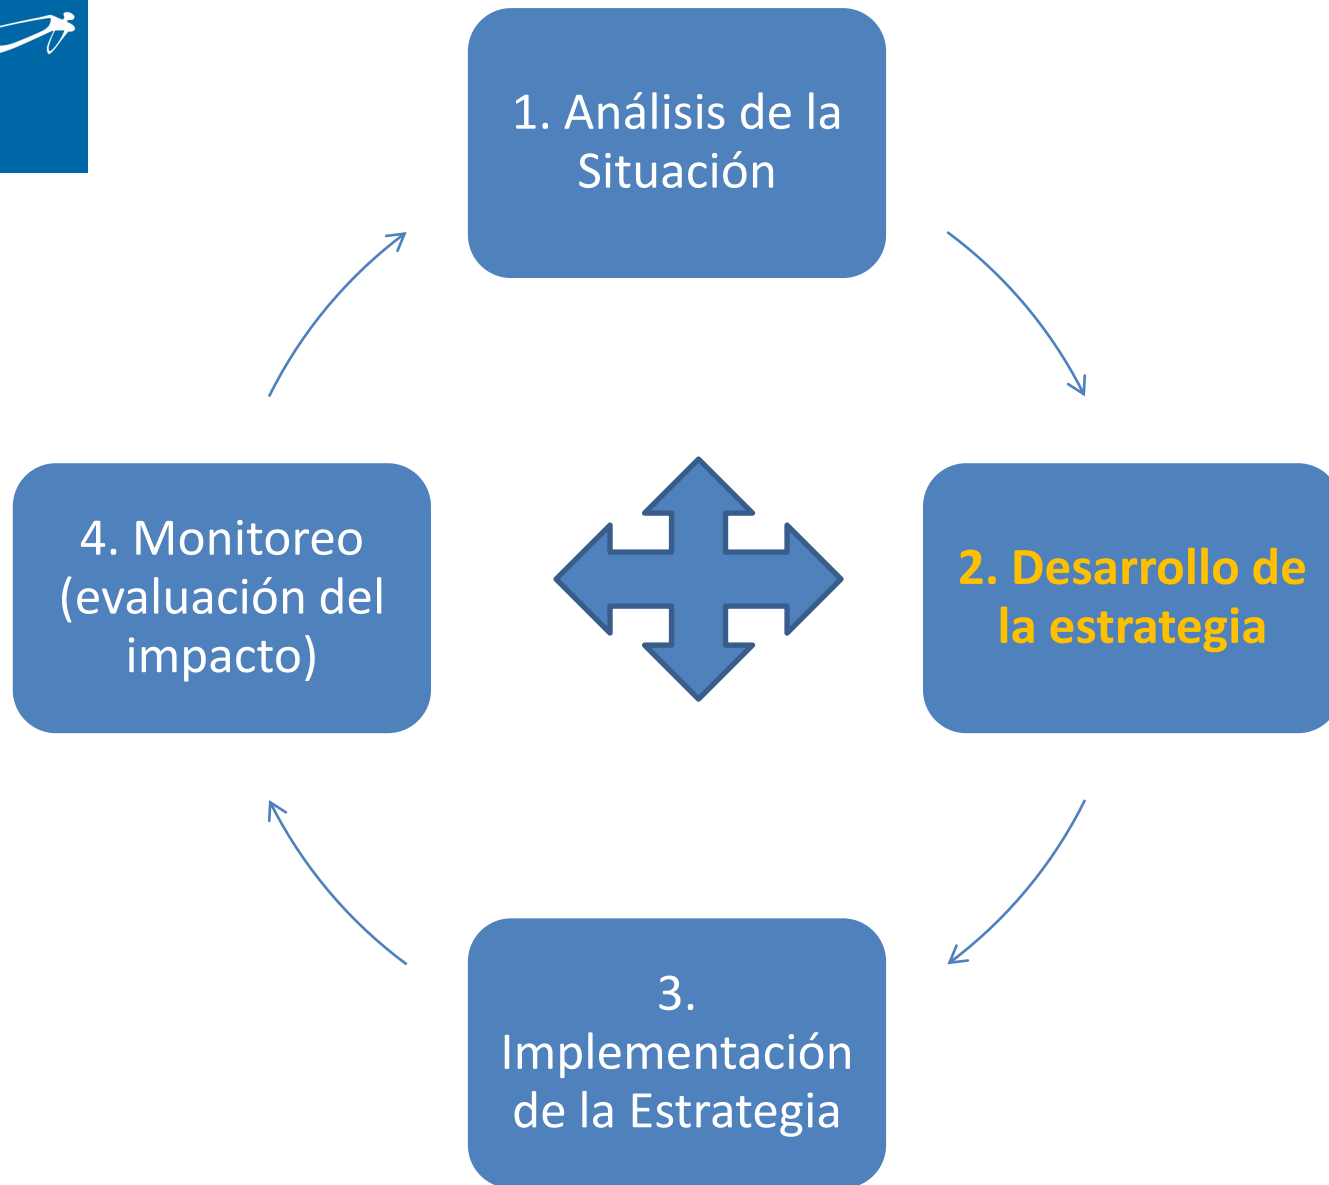 1. Análisis de la
Situación
2. Desarrollo de
la estrategia
3.
Implementación
de la Estrategia
4. Monitoreo
(evaluación del
impacto)